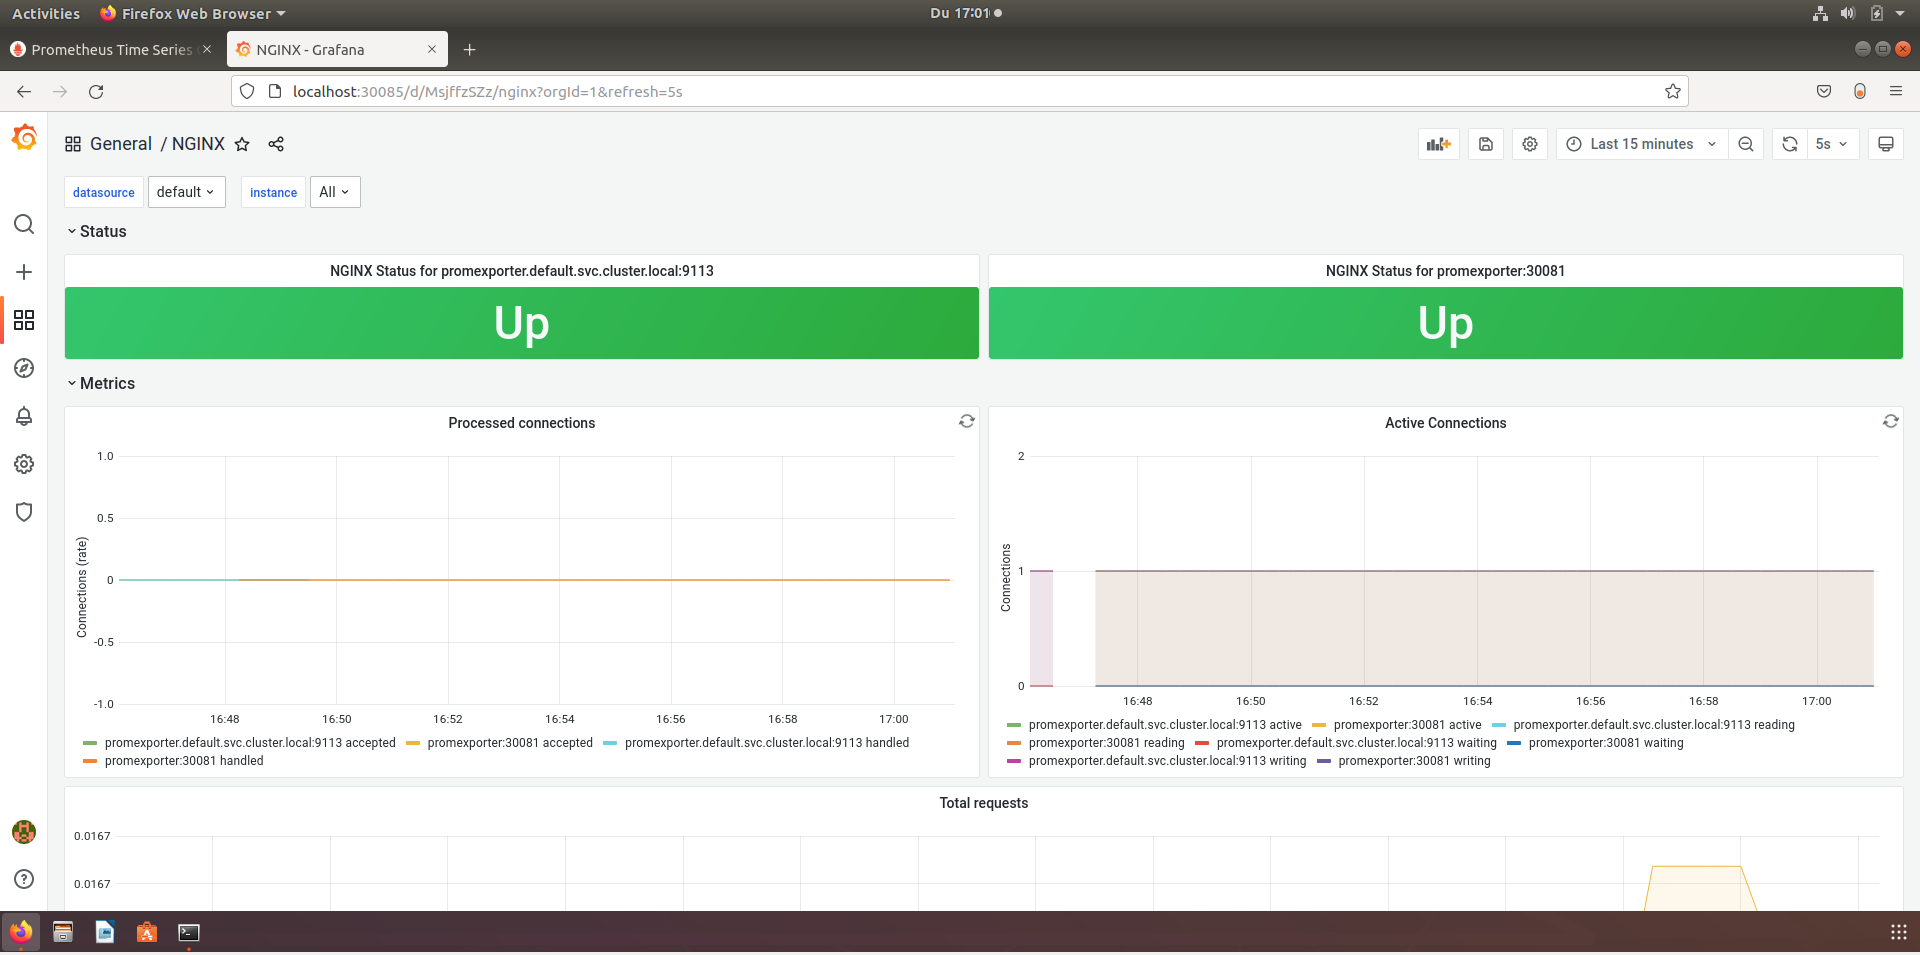 Activities Firefox Web Browser Du 17:01
Prometheus Time Series NGINX - Grafana
localhost:30085/d/MsjffzSZz/nginx?orgId=1&refresh=5s
General / NGINX Last 15 minutes 5s
datasource default instance All
Status
NGINX Status for promexporter.default.svc.cluster.local:9113
Up
NGINX Status for promexporter:30081
Up
Metrics
Processed connections
Connections (rate)
1.0
0.5
0
-0.5
-1.0
16:48 16:50 16:52 16:54 16:56 16:58 17:00
promexporter.default.svc.cluster.local:9113 accepted promexporter:30081 accepted promexporter.default.svc.cluster.local:9113 handled
promexporter:30081 handled
Active Connections
Connections
2
1
0
16:48 16:50 16:52 16:54 16:56 16:58 17:00
promexporter.default.svc.cluster.local:9113 active promexporter:30081 active promexporter.default.svc.cluster.local:9113 reading
promexporter:30081 reading promexporter.default.svc.cluster.local:9113 waiting promexporter:30081 waiting
promexporter.default.svc.cluster.local:9113 writing promexporter:30081 writing
Total requests
0.0167
0.0167